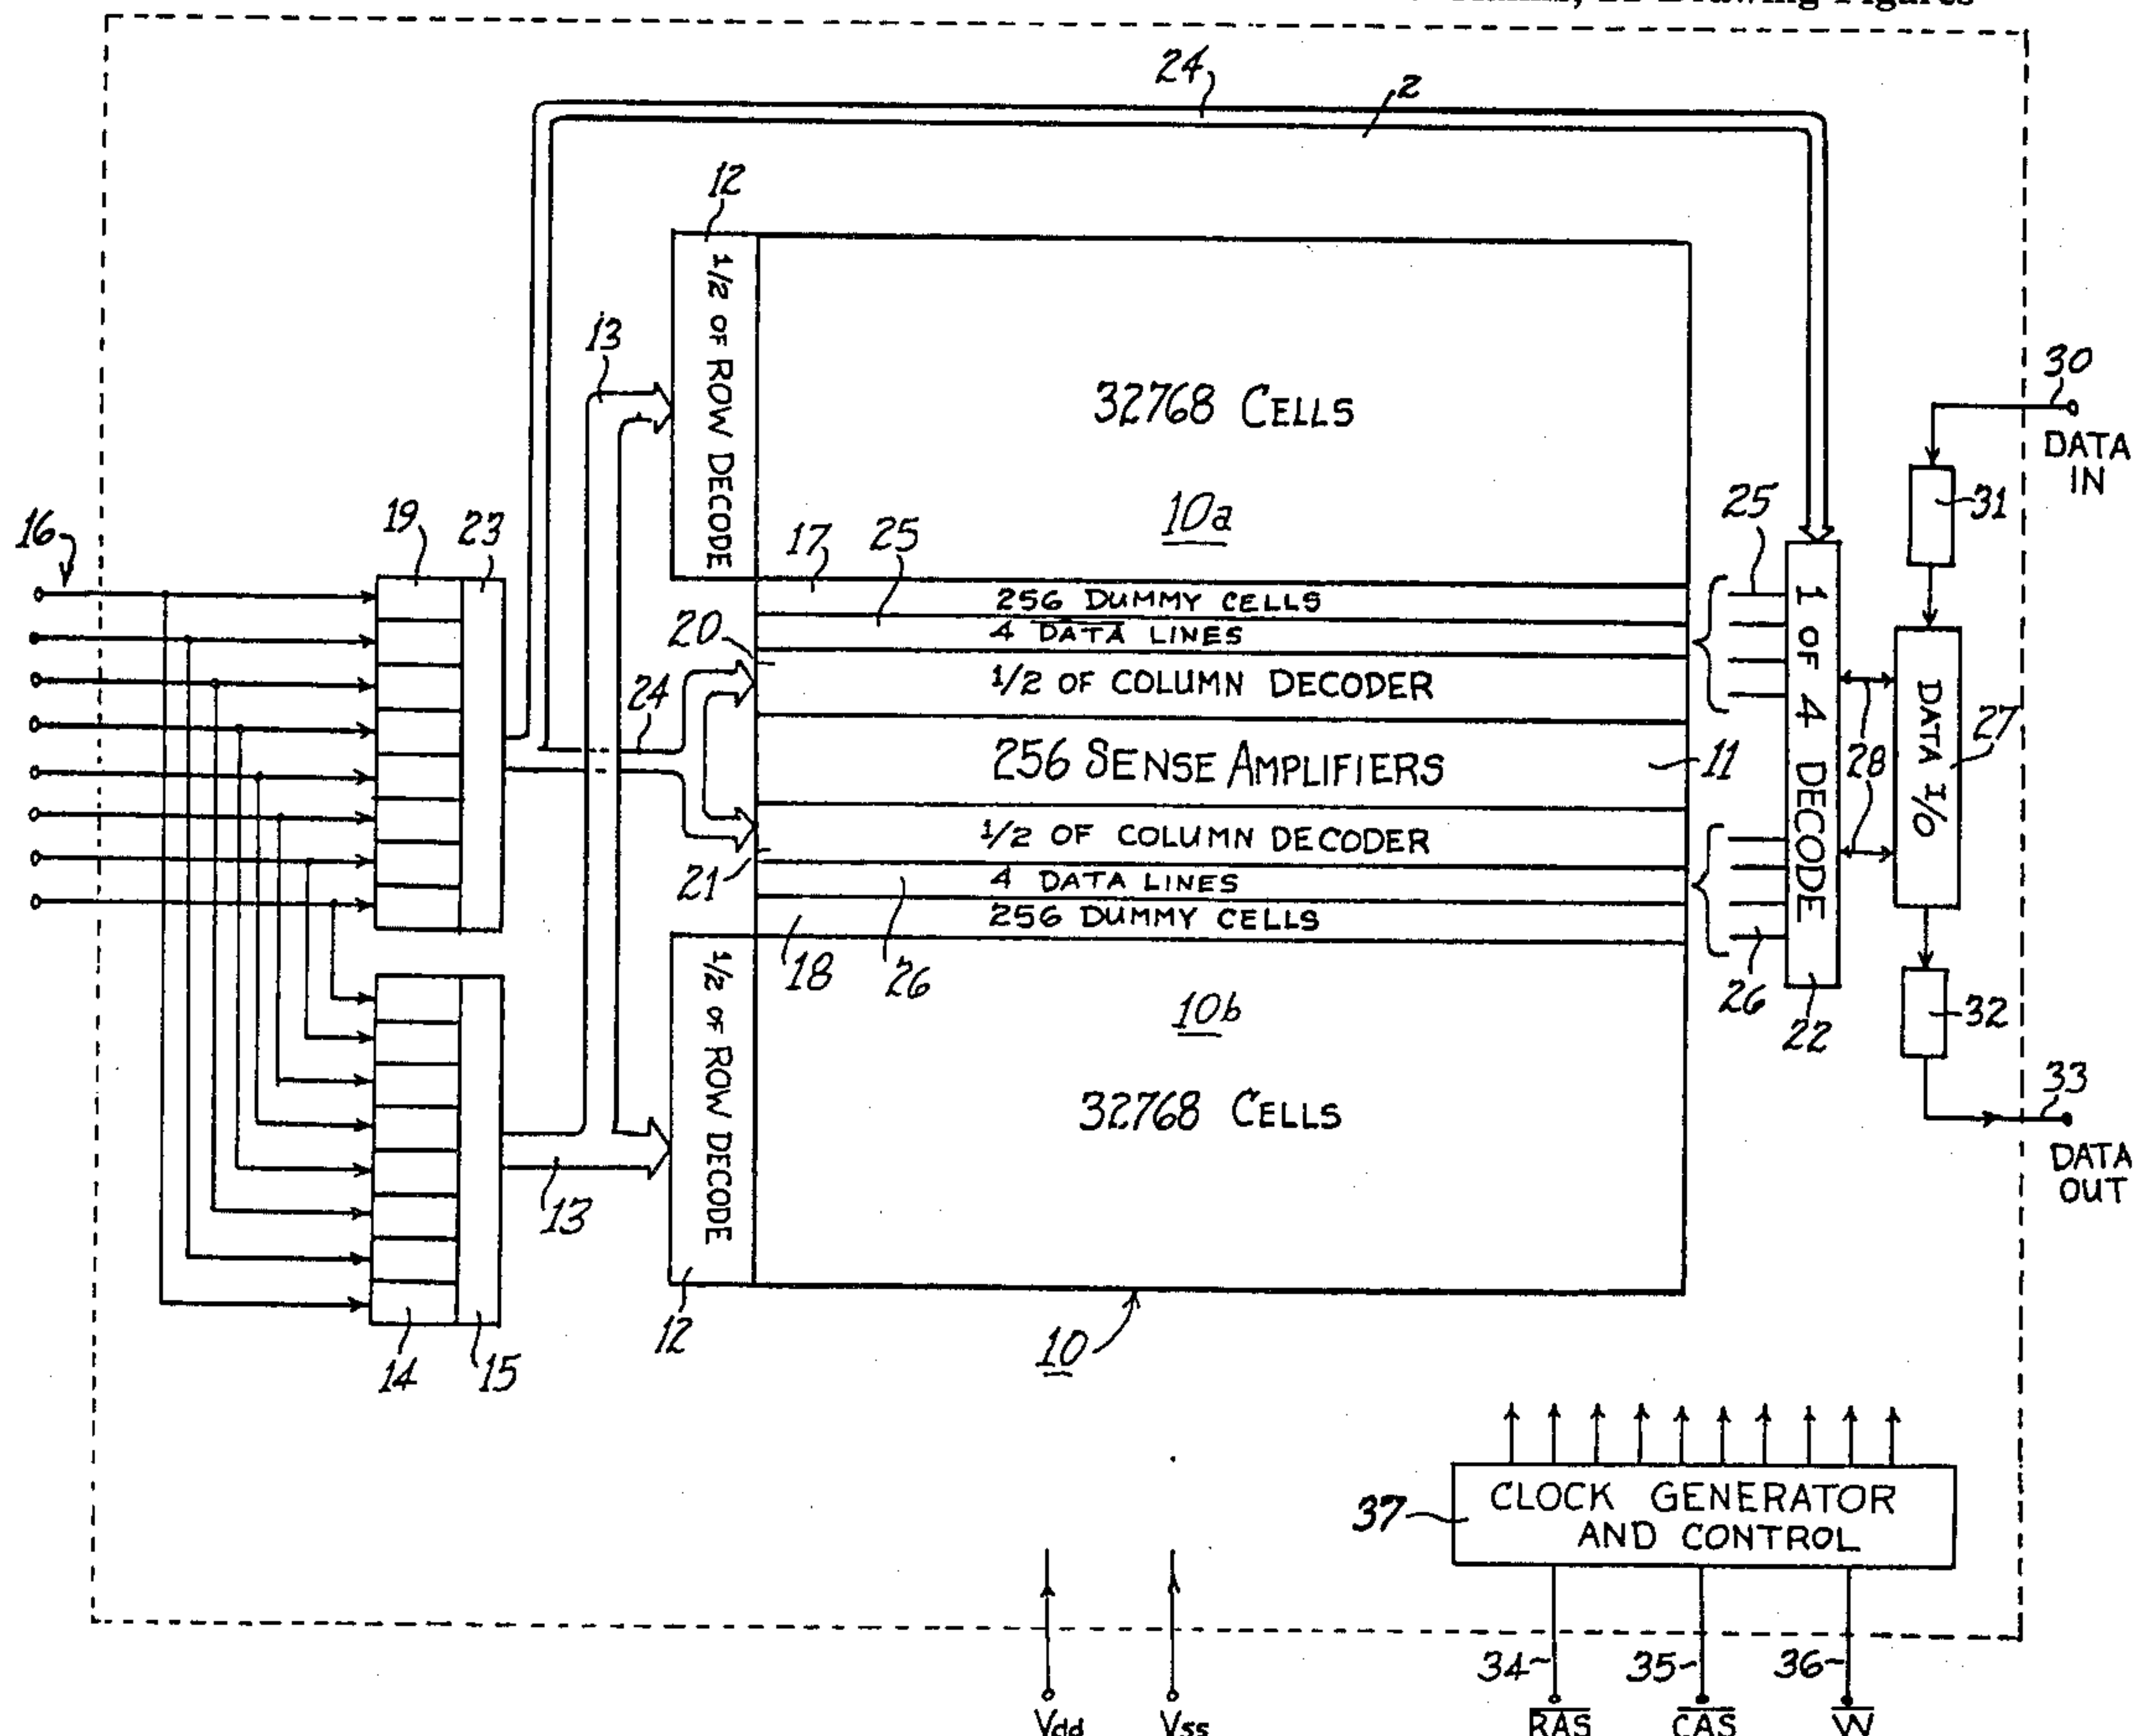 Drawing Figures
24
2
12
1/2 OF ROW DECODE
13
32768 CELLS
10a
30
DATA
IN
31
16
19
23
17
25
25
256 DUMMY CELLS
4 D̅A̅T̅A̅ LINES
20
1/2 OF COLUMN DECODER
24
256 SENSE AMPLIFIERS
11
1 OF 4 DECODE
28
DATA I/O
27
1/2 OF COLUMN DECODER
21
4 DATA LINES
256 DUMMY CELLS
18
26
26
22
32
10b
32768 CELLS
1/2 OF ROW DECODE
13
33
DATA
OUT
12
14
15
10
37
CLOCK GENERATOR
AND CONTROL
34
35
36
Vdd
Vss
R̅A̅S̅
C̅A̅S̅
W̅